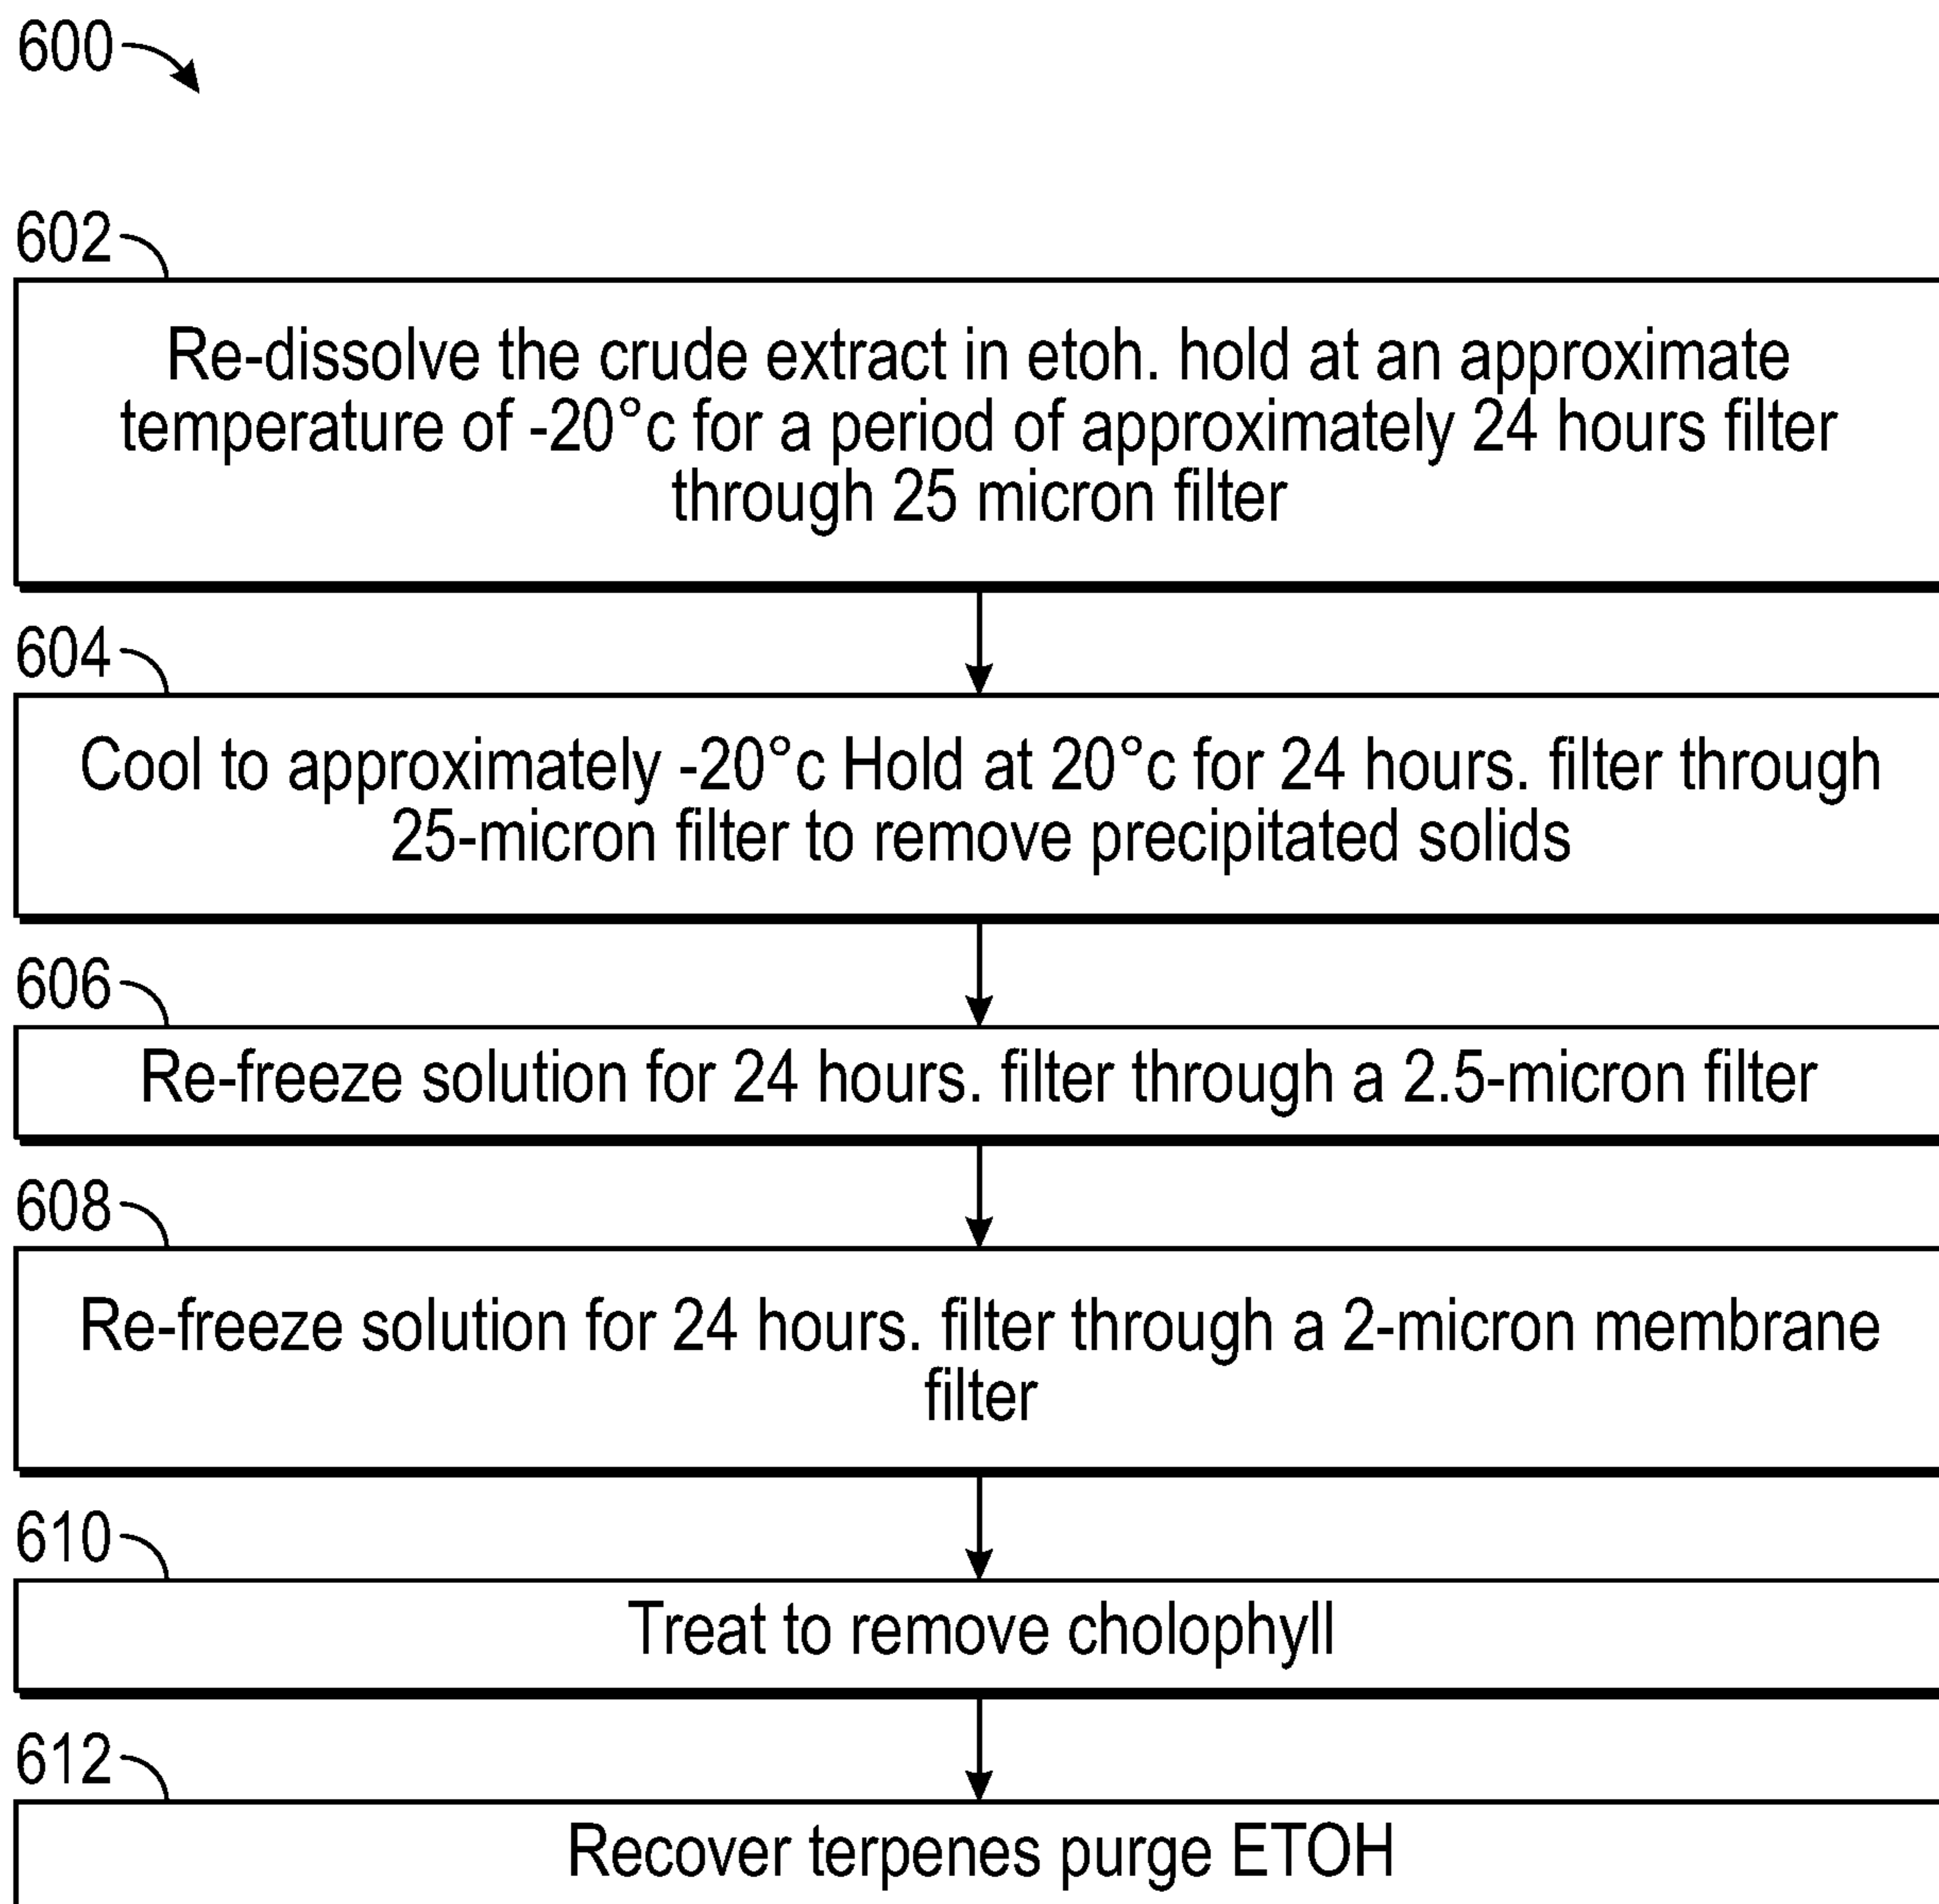 600
602
Re-dissolve the crude extract in etoh. hold at an approximate
temperature of -20°c for a period of approximately 24 hours filter
through 25 micron filter
604
Cool to approximately -20°c Hold at 20°c for 24 hours. filter through
25-micron filter to remove precipitated solids
606
Re-freeze solution for 24 hours. filter through a 2.5-micron filter
608
Re-freeze solution for 24 hours. filter through a 2-micron membrane
filter
610
Treat to remove cholophyll
612
Recover terpenes purge ETOH